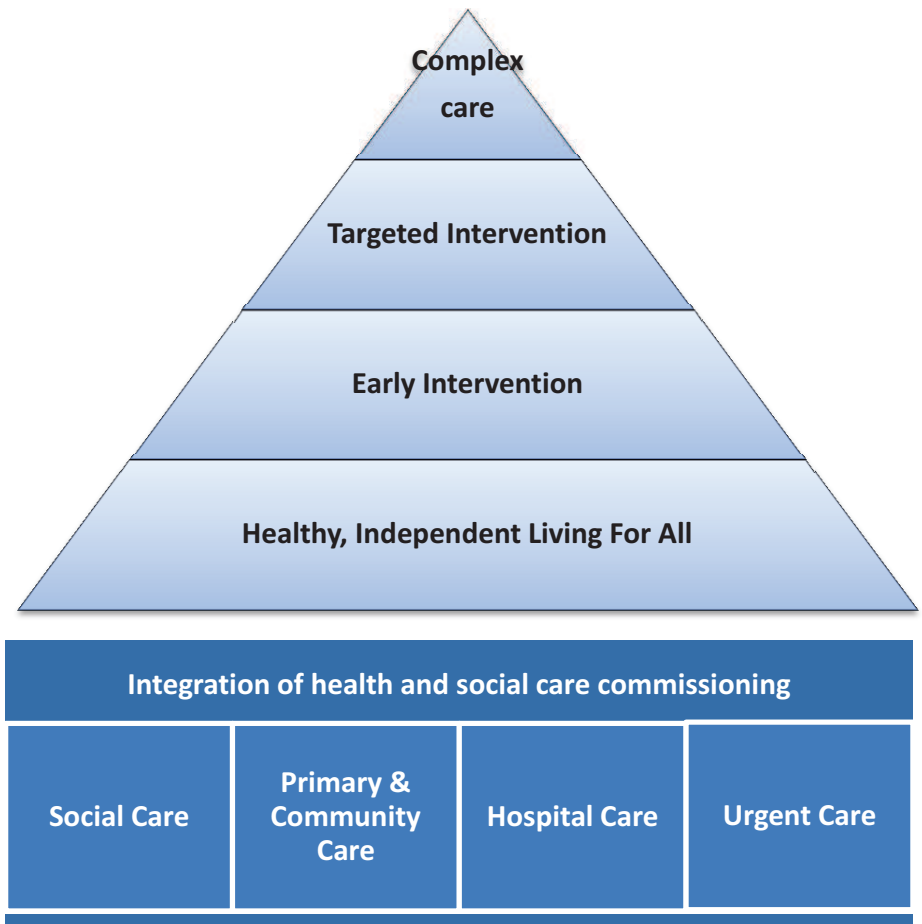 Complex
care
Targeted Intervention
Early Intervention
Healthy, Independent Living For All
Integration of health and social care commissioning
Social Care
Primary &
Community
Care
Hospital Care
Urgent Care